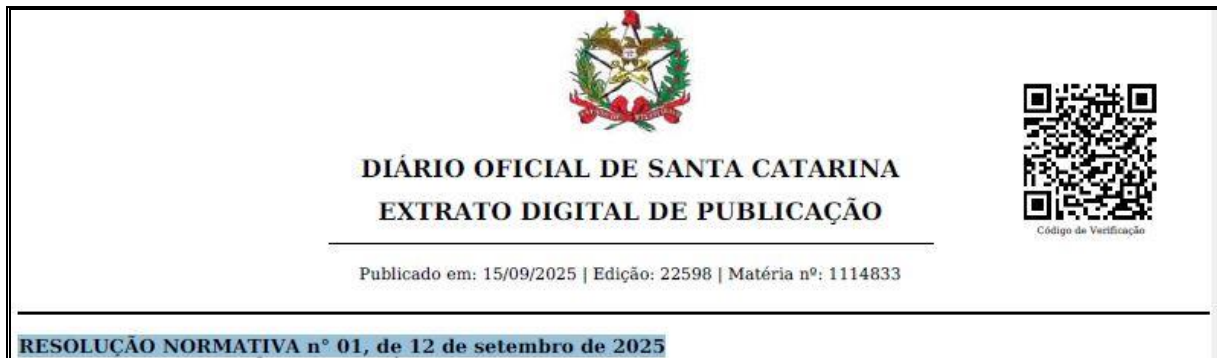 DIÁRIO OFICIAL DE SANTA CATARINA
EXTRATO DIGITAL DE PUBLICAÇÃO
Código de Verificação
Publicado em: 15/09/2025 | Edição: 22598 | Matéria nº: 1114833
RESOLUÇÃO NORMATIVA n° 01, de 12 de setembro de 2025